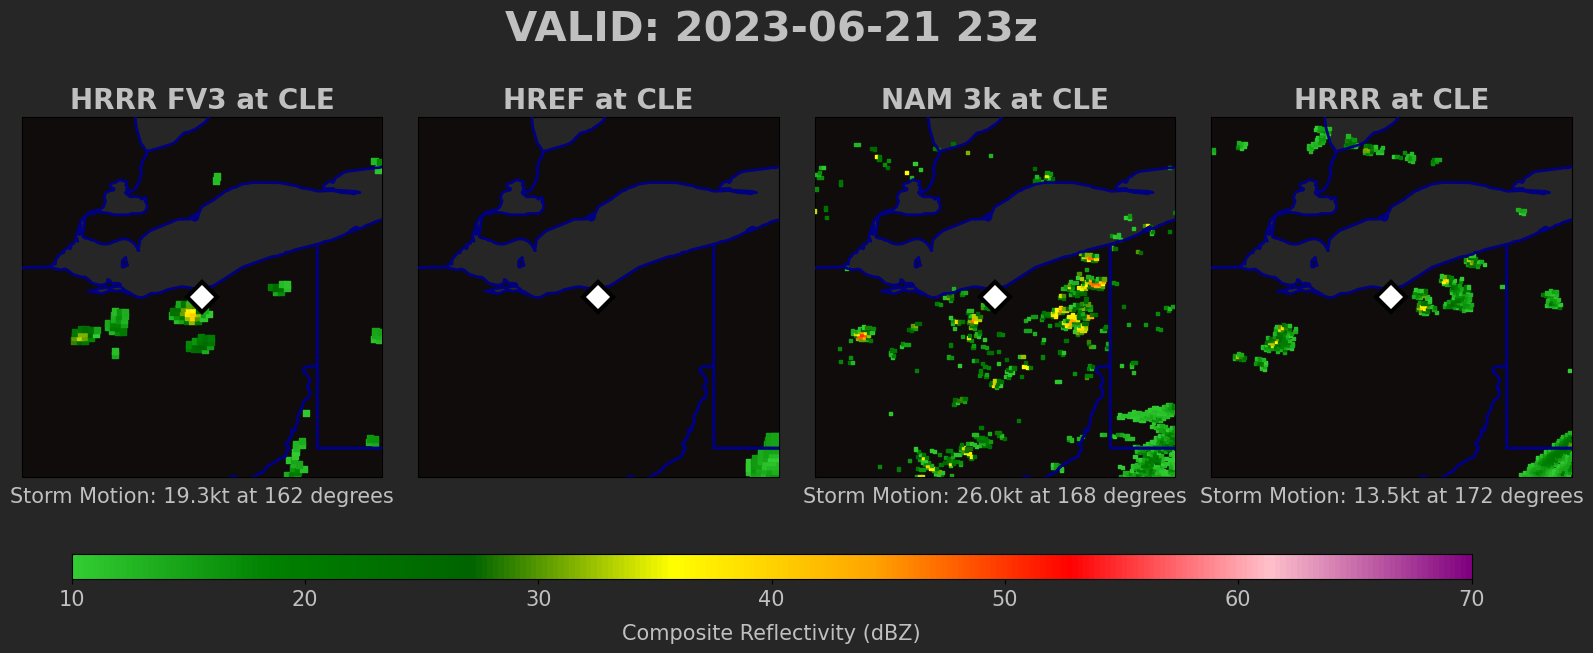 VALID: 2023-06-21 23z
HRRR FV3 at CLE
HREF at CLE
NAM 3k at CLE
HRRR at CLE
Storm Motion: 19.3kt at 162 degrees
Storm Motion: 26.0kt at 168 degrees
Storm Motion: 13.5kt at 172 degrees
10 20 30 40 50 60 70
Composite Reflectivity (dBZ)